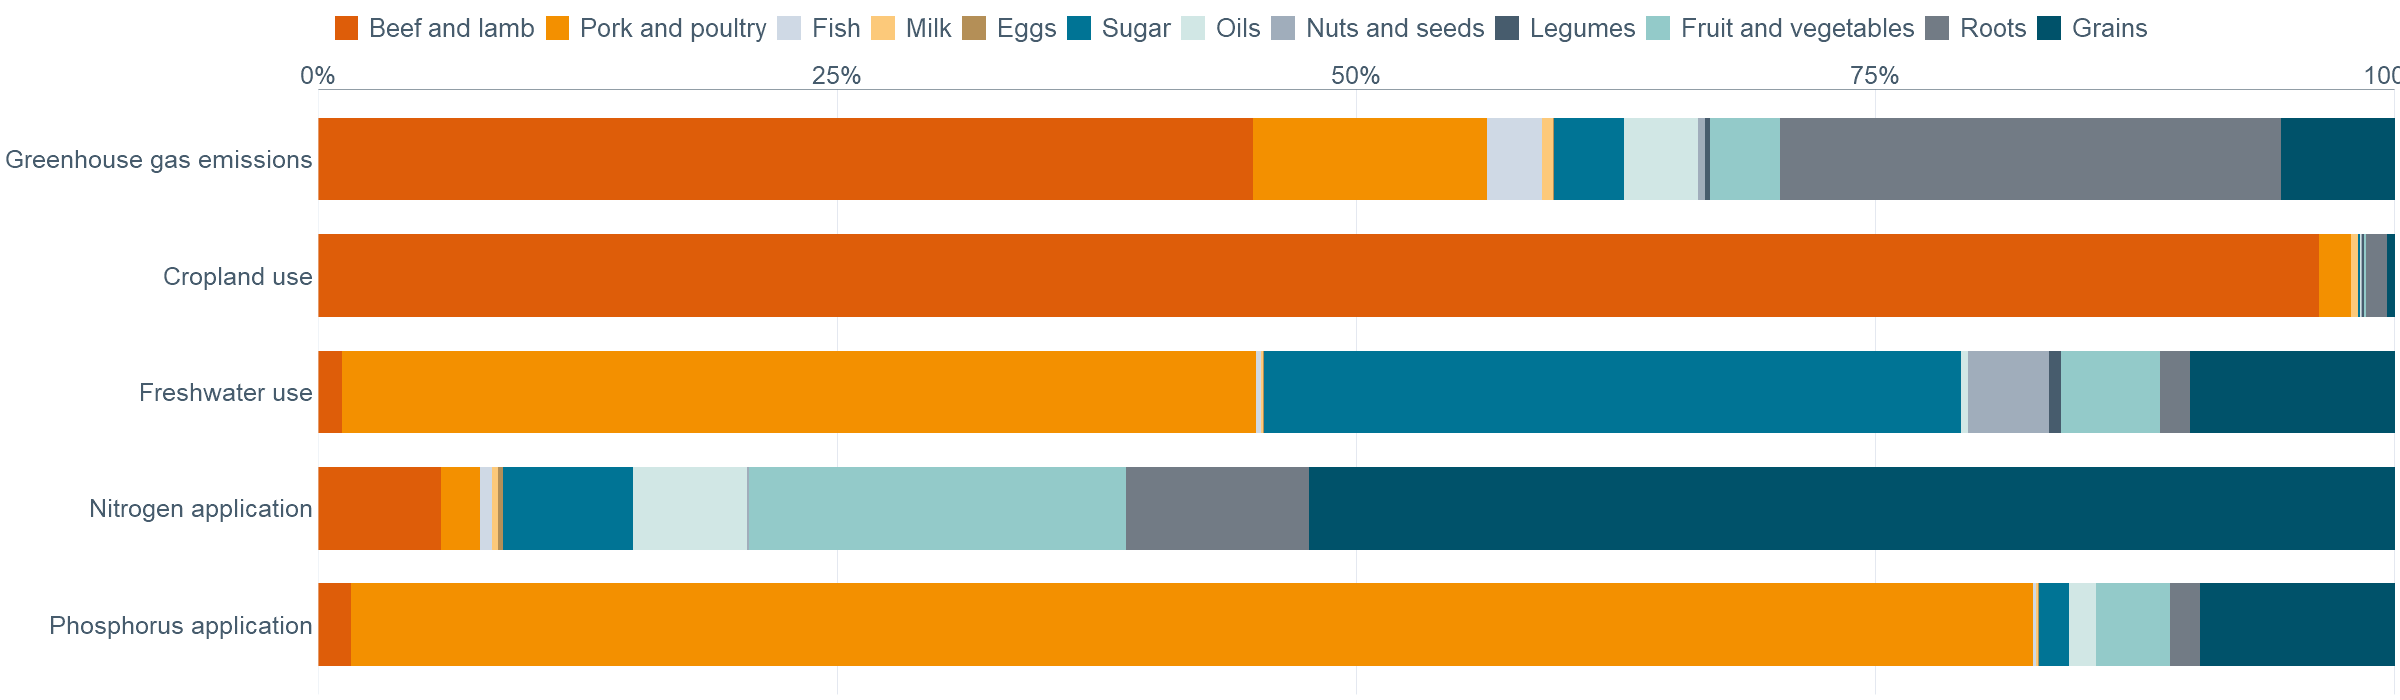 Beef and lamb Pork and poultry Fish Milk Eggs Sugar Oils Nuts and seeds Legumes Fruit and vegetables Roots Grains
0% 25% 50% 75% 100
Greenhouse gas emissions
Cropland use
Freshwater use
Nitrogen application
Phosphorus application